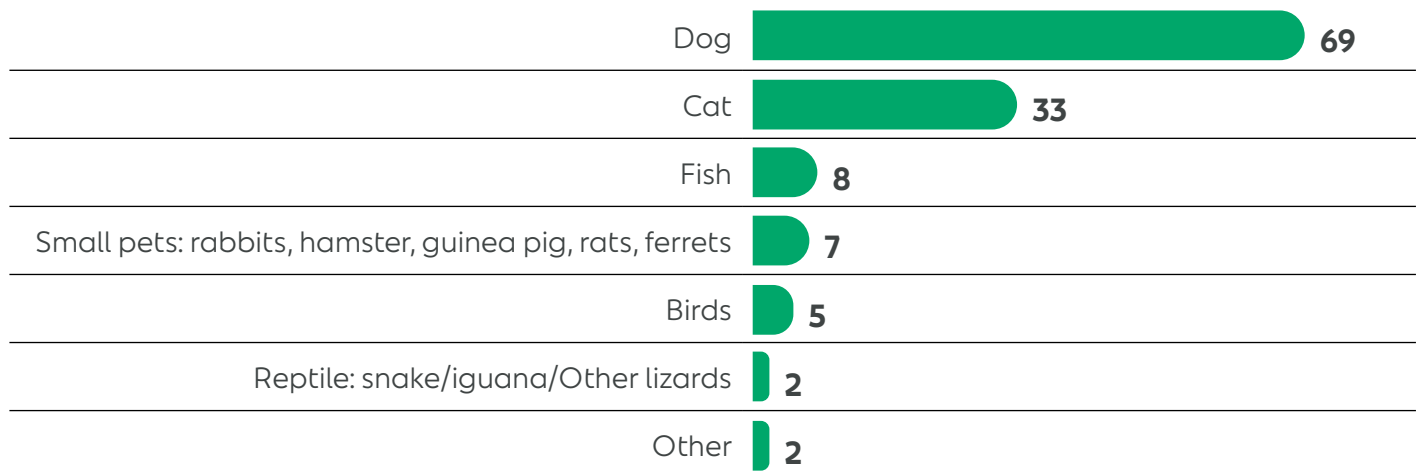 Dog 69
Cat 33
Fish 8
Small pets: rabbits, hamster, guinea pig, rats, ferrets 7
Birds 5
Reptile: snake/iguana/Other lizards 2
Other 2